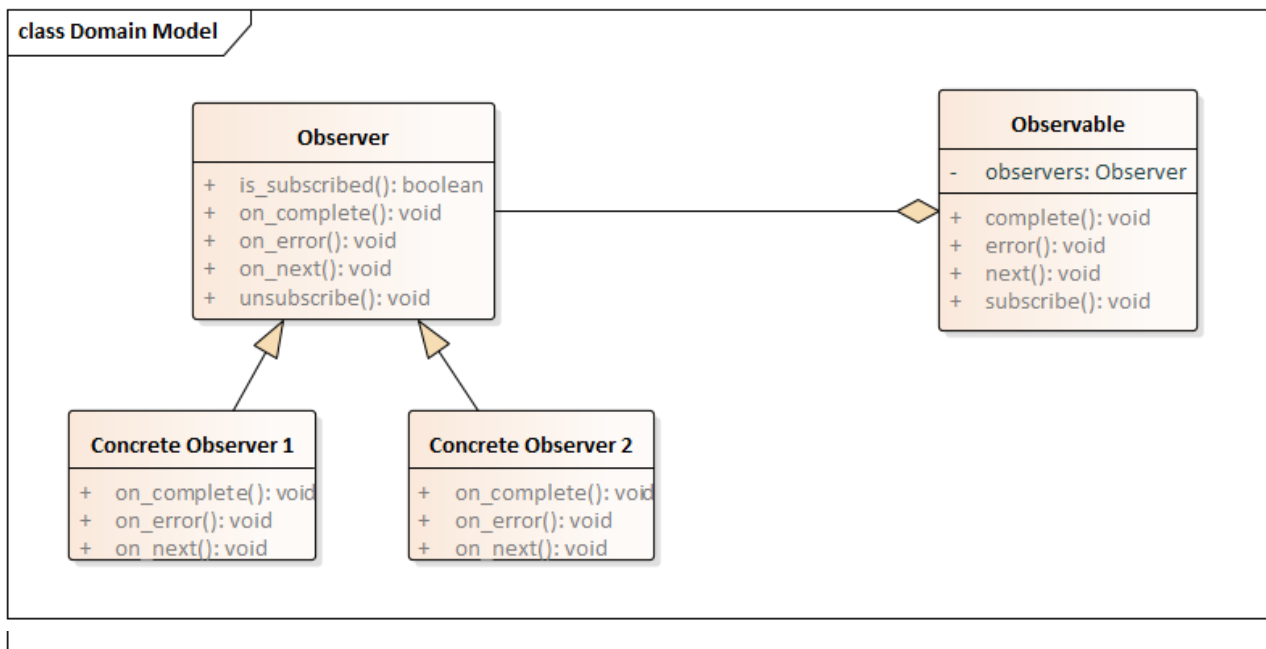 class Domain Model
Observer
+ is_subscribed(): boolean
+ on_complete(): void
+ on_error(): void
+ on_next(): void
+ unsubscribe(): void
Observable
- observers: Observer
+ complete(): void
+ error(): void
+ next(): void
+ subscribe(): void
Concrete Observer 1
+ on_complete(): void
+ on_error(): void
+ on_next(): void
Concrete Observer 2
+ on_complete(): void
+ on_error(): void
+ on_next(): void